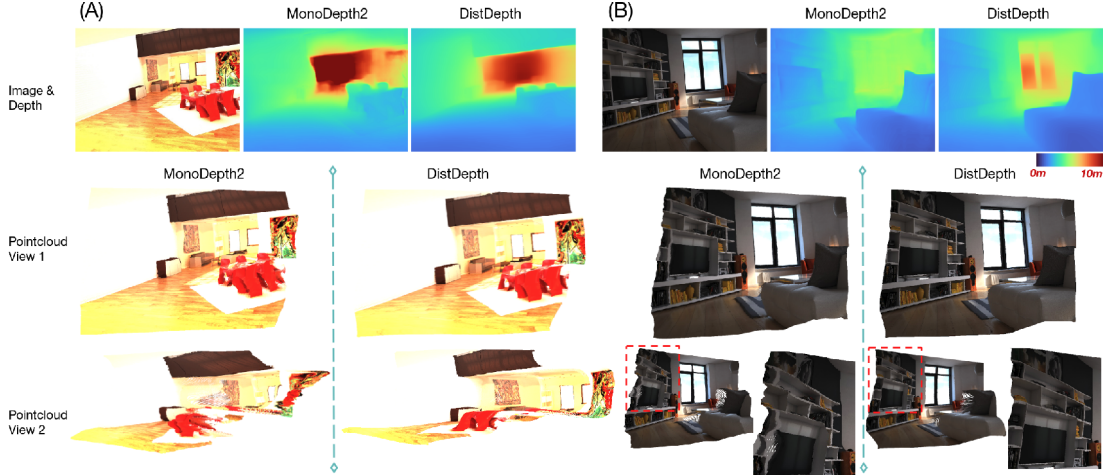 (A)
MonoDepth2
DistDepth
(B)
MonoDepth2
DistDepth
Image &
Depth
0m
10m
MonoDepth2
DistDepth
MonoDepth2
DistDepth
Pointcloud
View 1
Pointcloud
View 2